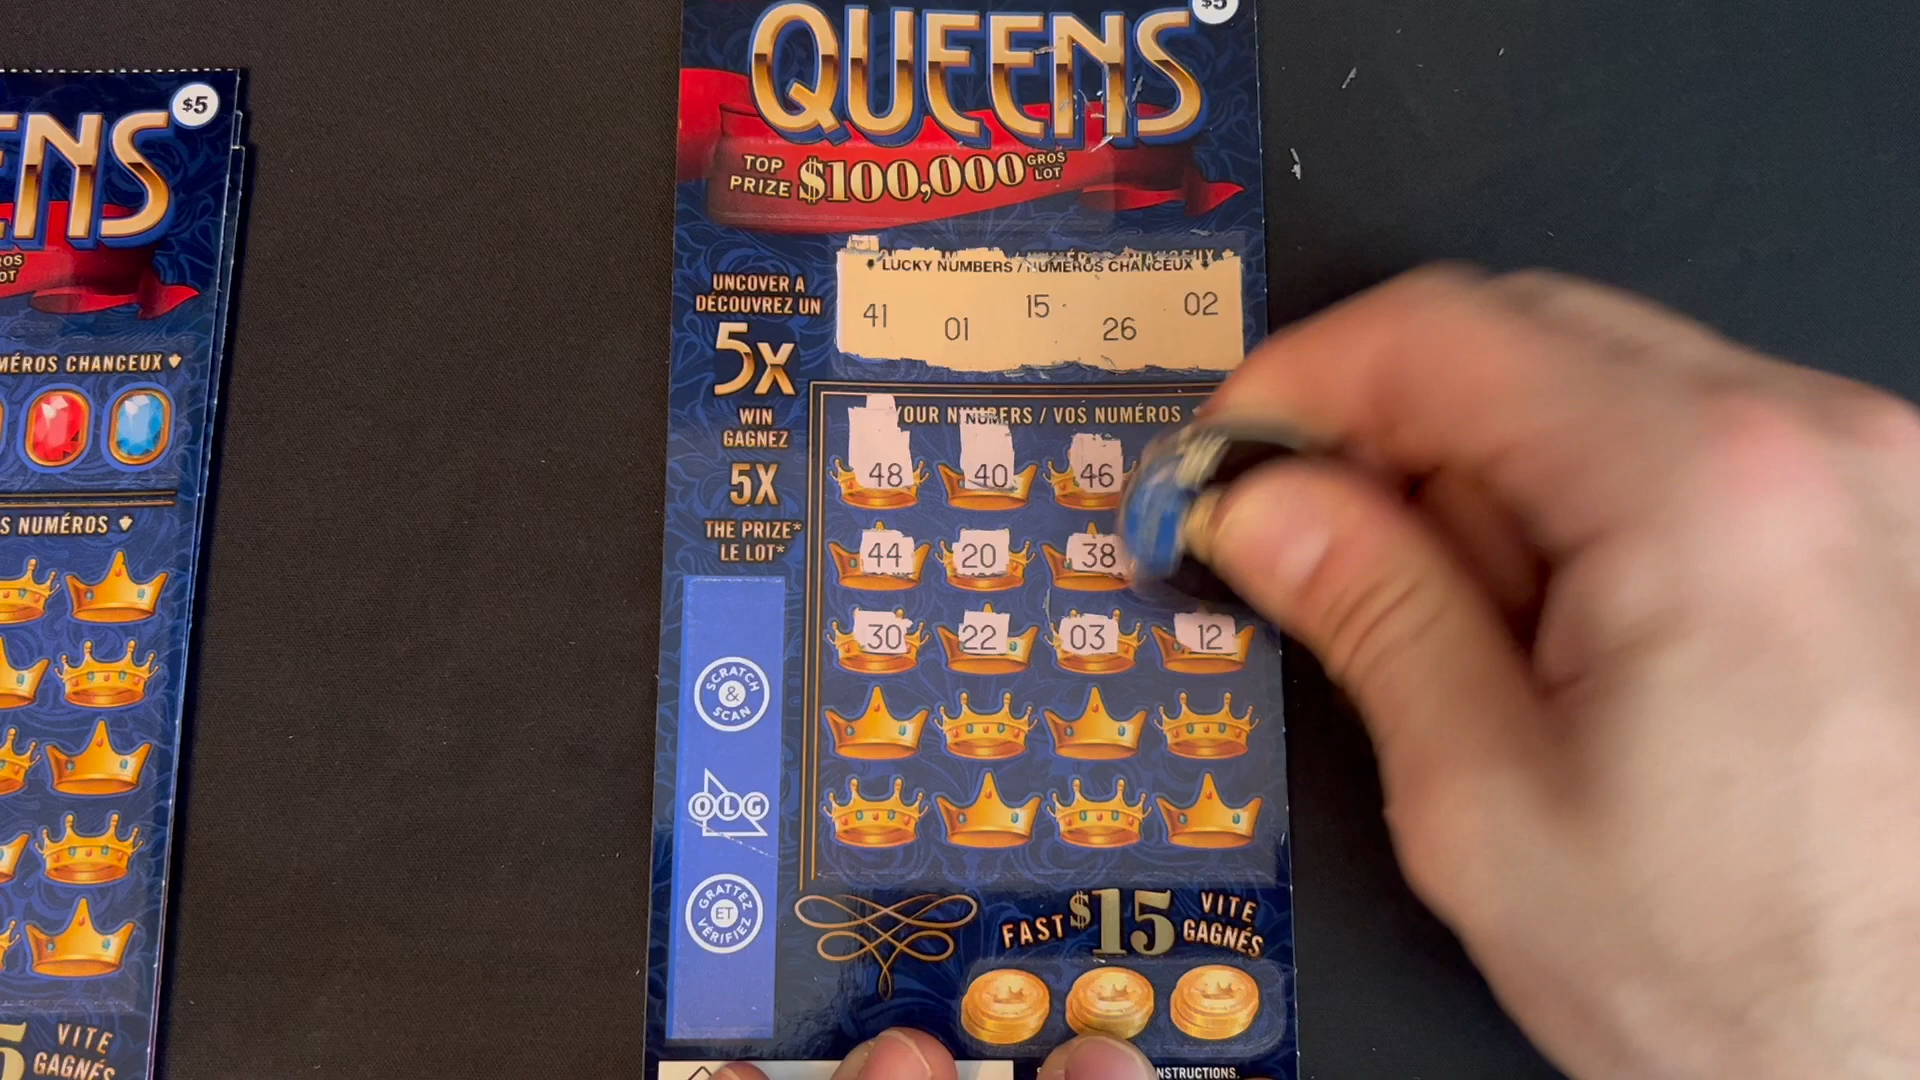 QUEENS
$5
TOP PRIZE $100,000 GROS LOT
LUCKY NUMBERS / NUMÉROS CHANCEUX
41 01 15 26 02
UNCOVER A
DÉCOUVREZ UN
5X
WIN
GAGNEZ
5X
THE PRIZE*
LE LOT*
YOUR NUMBERS / VOS NUMÉROS
48 40 46
44 20 38
30 22 03 12
SCRATCH & SCAN
OLG
GRATTEZ ET VÉRIFIEZ
FAST $15 VITE GAGNÉS
NSTRUCTIONS.
$5
ENS
ROS
OT
MÉROS CHANCEUX
S NUMÉROS
5 VITE
GAGNÉS